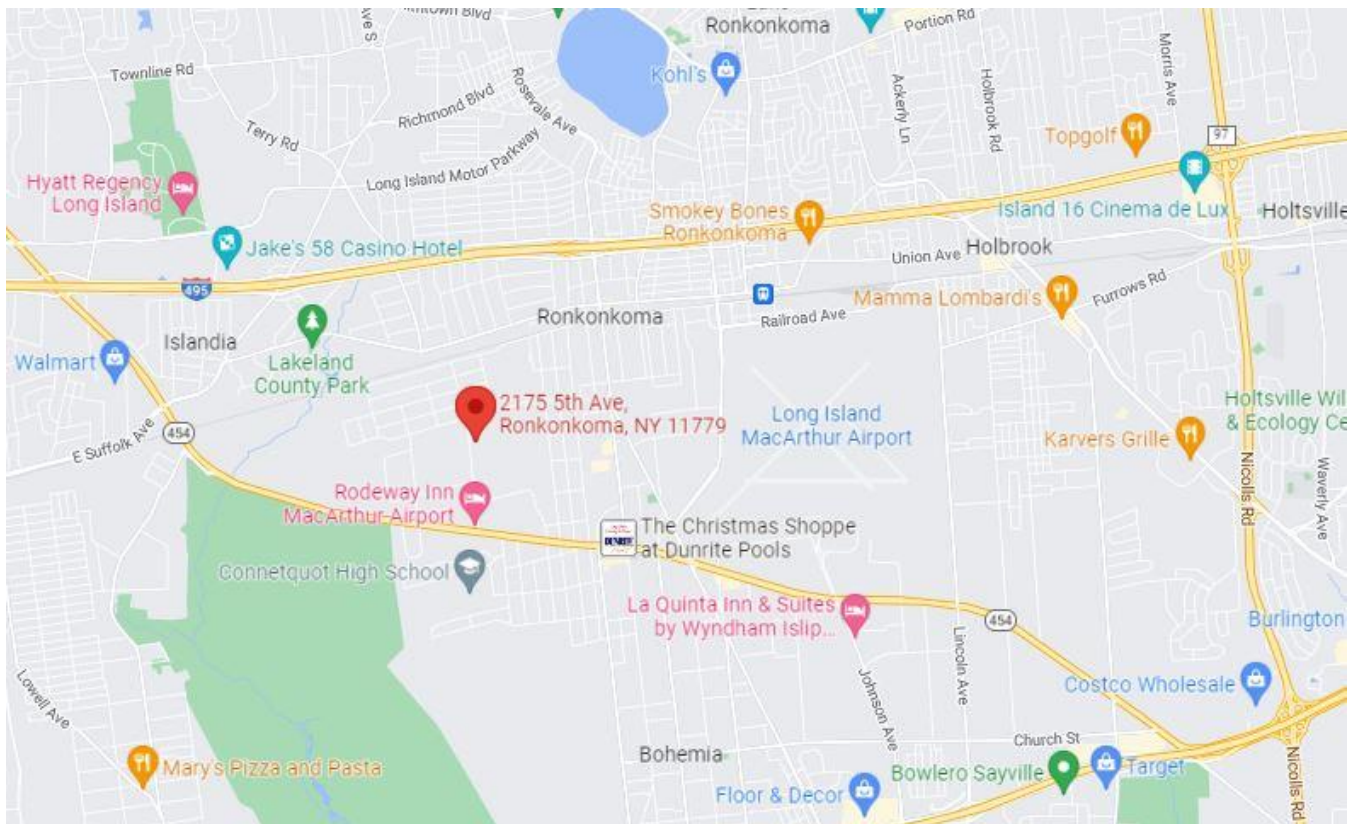 Blvd
Ronkonkoma
Portion Rd
Ave S
Townline Rd
Kohl's
Morris Ave
Rosevale Ave
Ackerly Ln
Holbrook Rd
Richmond Blvd
Terry Rd
Topgolf
97
Long Island Motor Parkway
Hyatt Regency
Long Island
Smokey Bones
Ronkonkoma
Island 16 Cinema de Lux
Holtsville
Jake's 58 Casino Hotel
Union Ave
Holbrook
495
Mamma Lombardi's
Furrows Rd
Ronkonkoma
Railroad Ave
Islandia
Walmart
Lakeland
County Park
2175 5th Ave,
Ronkonkoma, NY 11779
Long Island
MacArthur Airport
Holtsville Wil
& Ecology Ce
E Suffolk Ave
454
Karvers Grille
Nicolls Rd
Waverly Ave
Rodeway Inn
MacArthur Airport
DUNRITE
The Christmas Shoppe
at Dunrite Pools
Connetquot High School
La Quinta Inn & Suites
by Wyndham Islip...
454
Burlington
Lincoln Ave
Johnson Ave
Costco Wholesale
Lowell Ave
Church St
Bohemia
Mary's Pizza and Pasta
Bowlero Sayville
Target
Floor & Decor
Nicolls Rd